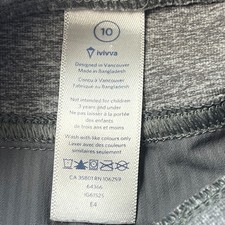 10
ivivva
Designed in Vancouver
Made in Bangladesh
Conçu à Vancouver
Fabriqué au Bangladesh
Not intended for children
3 years and under
Ne pas laisser à la portée
des enfants
de trois ans et moins
Wash with like colours only
Laver avec des couleurs
similaires seulement
CA 35801 RN 106259
64366
E4